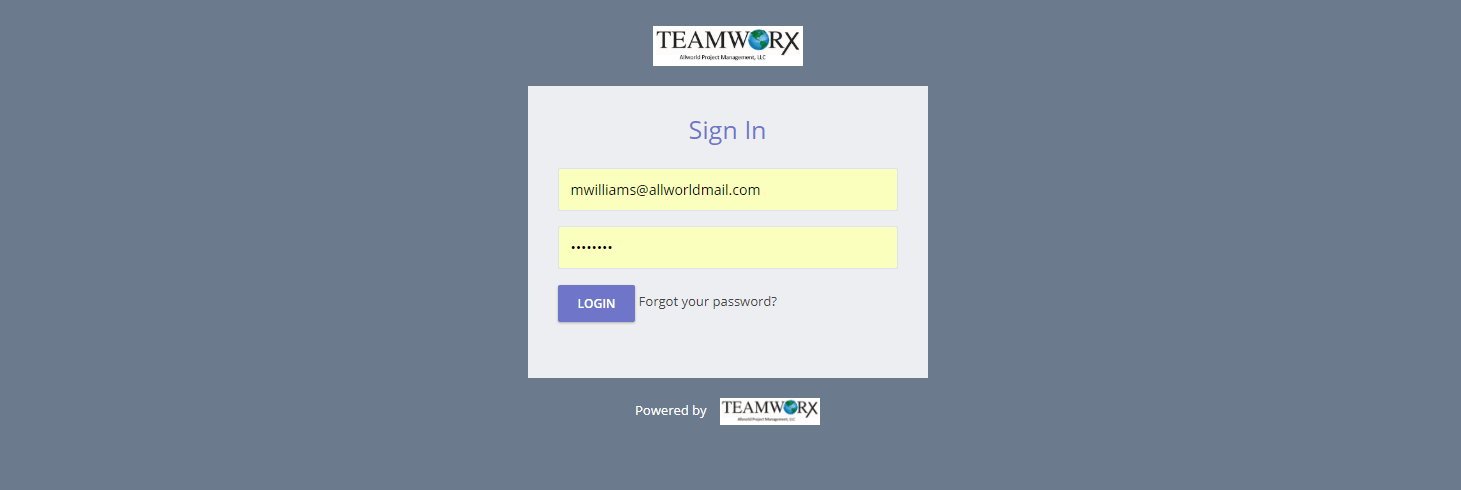 TEAMWORX
Allworld Project Management, LLC
Sign In
mwilliams@allworldmail.com
••••••••
LOGIN Forgot your password?
Powered by TEAMWORX
Allworld Project Management, LLC